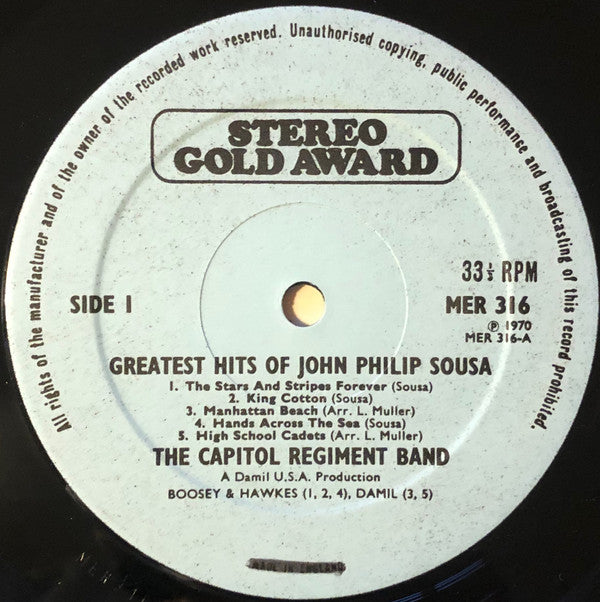 All rights of the manufacturer and of the owner of the recorded work reserved. Unauthorised copying, public performance and broadcasting of this record prohibited.
STEREO
GOLD AWARD
33⅓ RPM
SIDE 1
MER 316
℗ 1970
MER 316-A
GREATEST HITS OF JOHN PHILIP SOUSA
1. The Stars And Stripes Forever (Sousa)
2. King Cotton (Sousa)
3. Manhattan Beach (Arr. L. Muller)
4. Hands Across The Sea (Sousa)
5. High School Cadets (Arr. L. Muller)
THE CAPITOL REGIMENT BAND
A Damil U.S.A. Production
BOOSEY & HAWKES (1, 2, 4), DAMIL (3, 5)
MADE IN ENGLAND